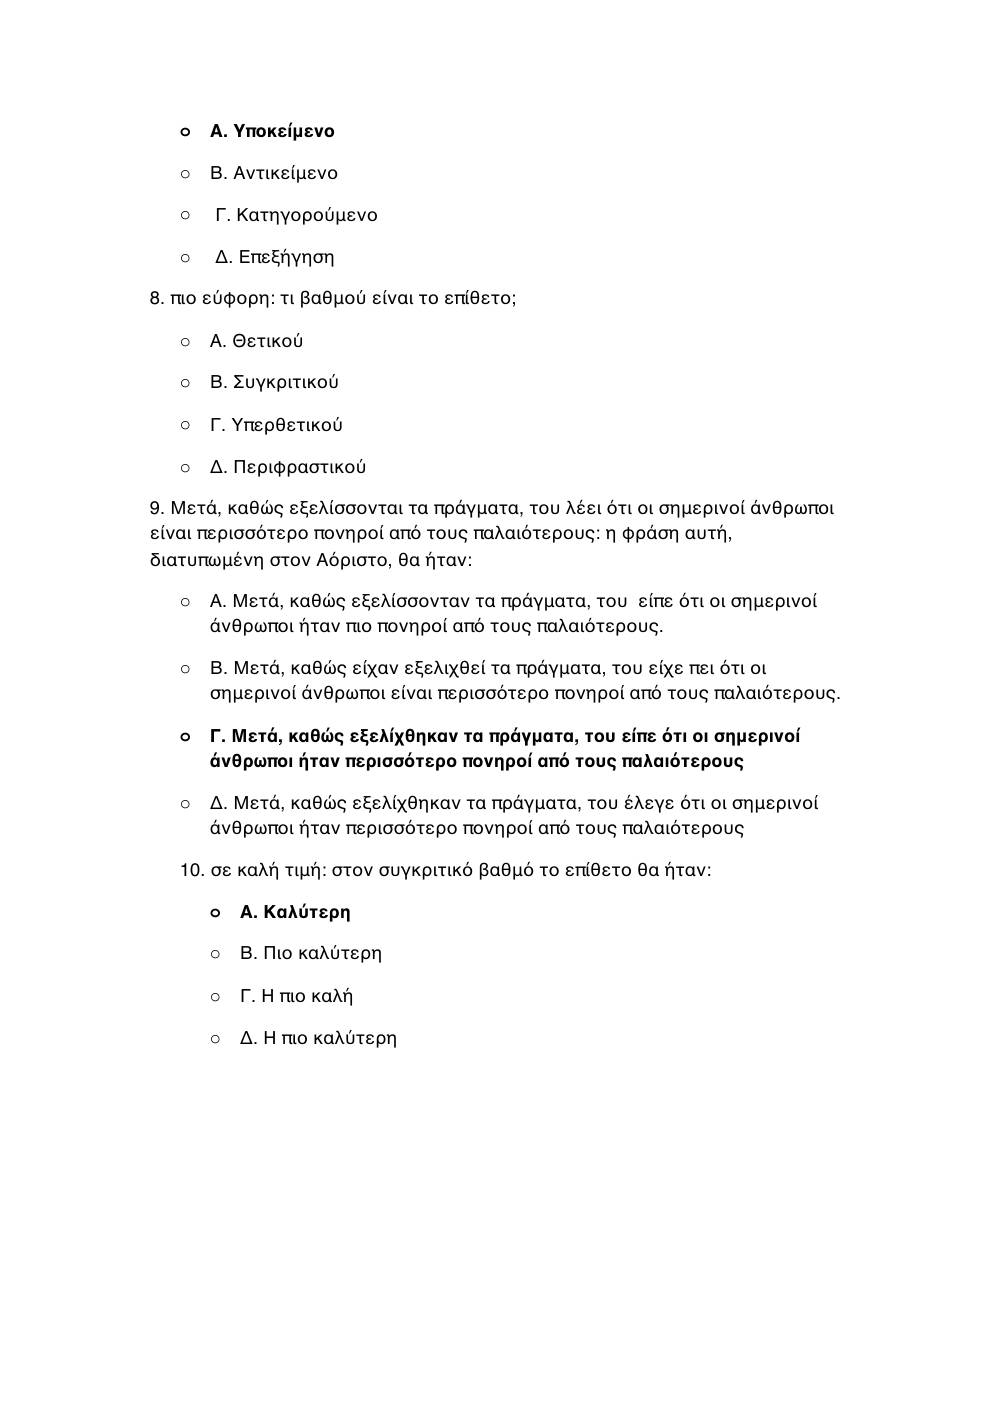 o Α. Υποκείμενο
o Β. Αντικείμενο
o Γ. Κατηγορούμενο
o Δ. Επεξήγηση
8. πιο εύφορη: τι βαθμού είναι το επίθετο;
o Α. Θετικού
o Β. Συγκριτικού
o Γ. Υπερθετικού
o Δ. Περιφραστικού
9. Μετά, καθώς εξελίσσονται τα πράγματα, του λέει ότι οι σημερινοί άνθρωποι
είναι περισσότερο πονηροί από τους παλαιότερους: η φράση αυτή,
διατυπωμένη στον Αόριστο, θα ήταν:
o Α. Μετά, καθώς εξελίσσονταν τα πράγματα, του είπε ότι οι σημερινοί
άνθρωποι ήταν πιο πονηροί από τους παλαιότερους.
o Β. Μετά, καθώς είχαν εξελιχθεί τα πράγματα, του είχε πει ότι οι
σημερινοί άνθρωποι είναι περισσότερο πονηροί από τους παλαιότερους.
o Γ. Μετά, καθώς εξελίχθηκαν τα πράγματα, του είπε ότι οι σημερινοί
άνθρωποι ήταν περισσότερο πονηροί από τους παλαιότερους
o Δ. Μετά, καθώς εξελίχθηκαν τα πράγματα, του έλεγε ότι οι σημερινοί
άνθρωποι ήταν περισσότερο πονηροί από τους παλαιότερους
10. σε καλή τιμή: στον συγκριτικό βαθμό το επίθετο θα ήταν:
o Α. Καλύτερη
o Β. Πιο καλύτερη
o Γ. Η πιο καλή
o Δ. Η πιο καλύτερη